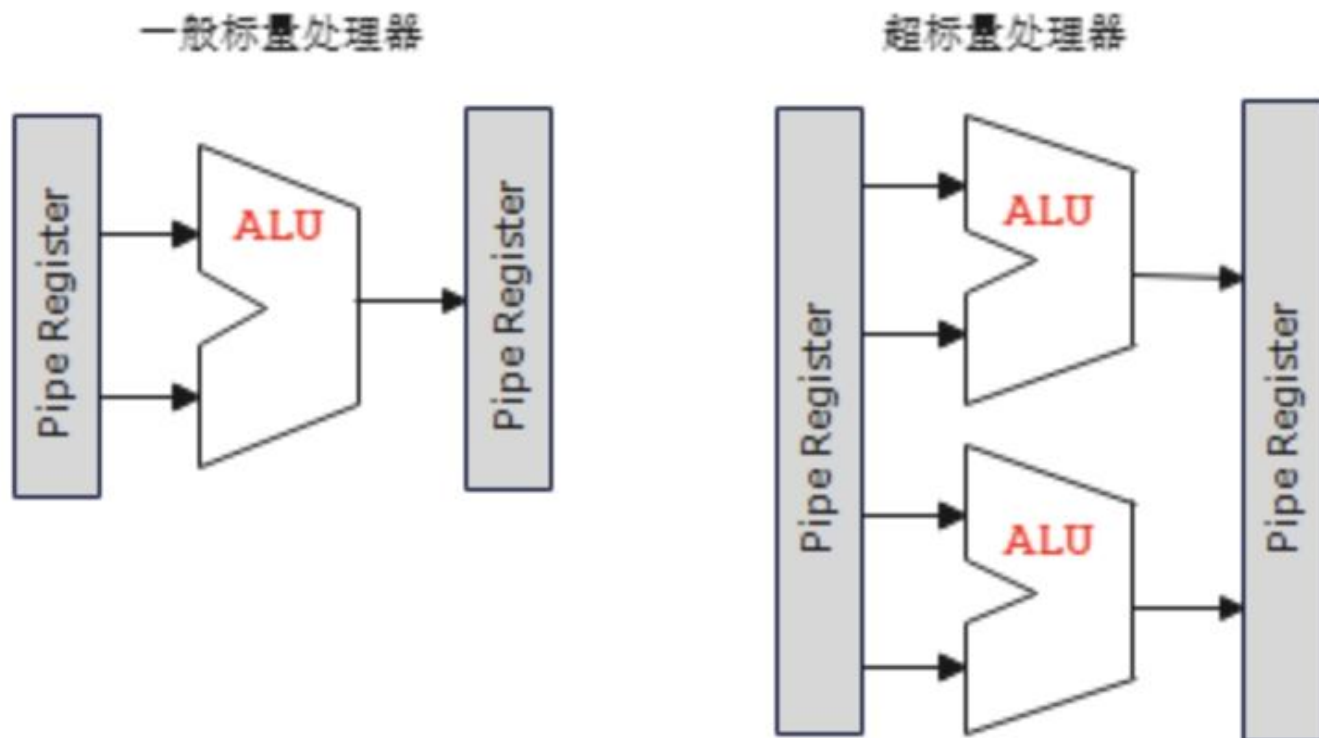 一般标量处理器
Pipe Register
ALU
Pipe Register
超标量处理器
Pipe Register
ALU
ALU
Pipe Register